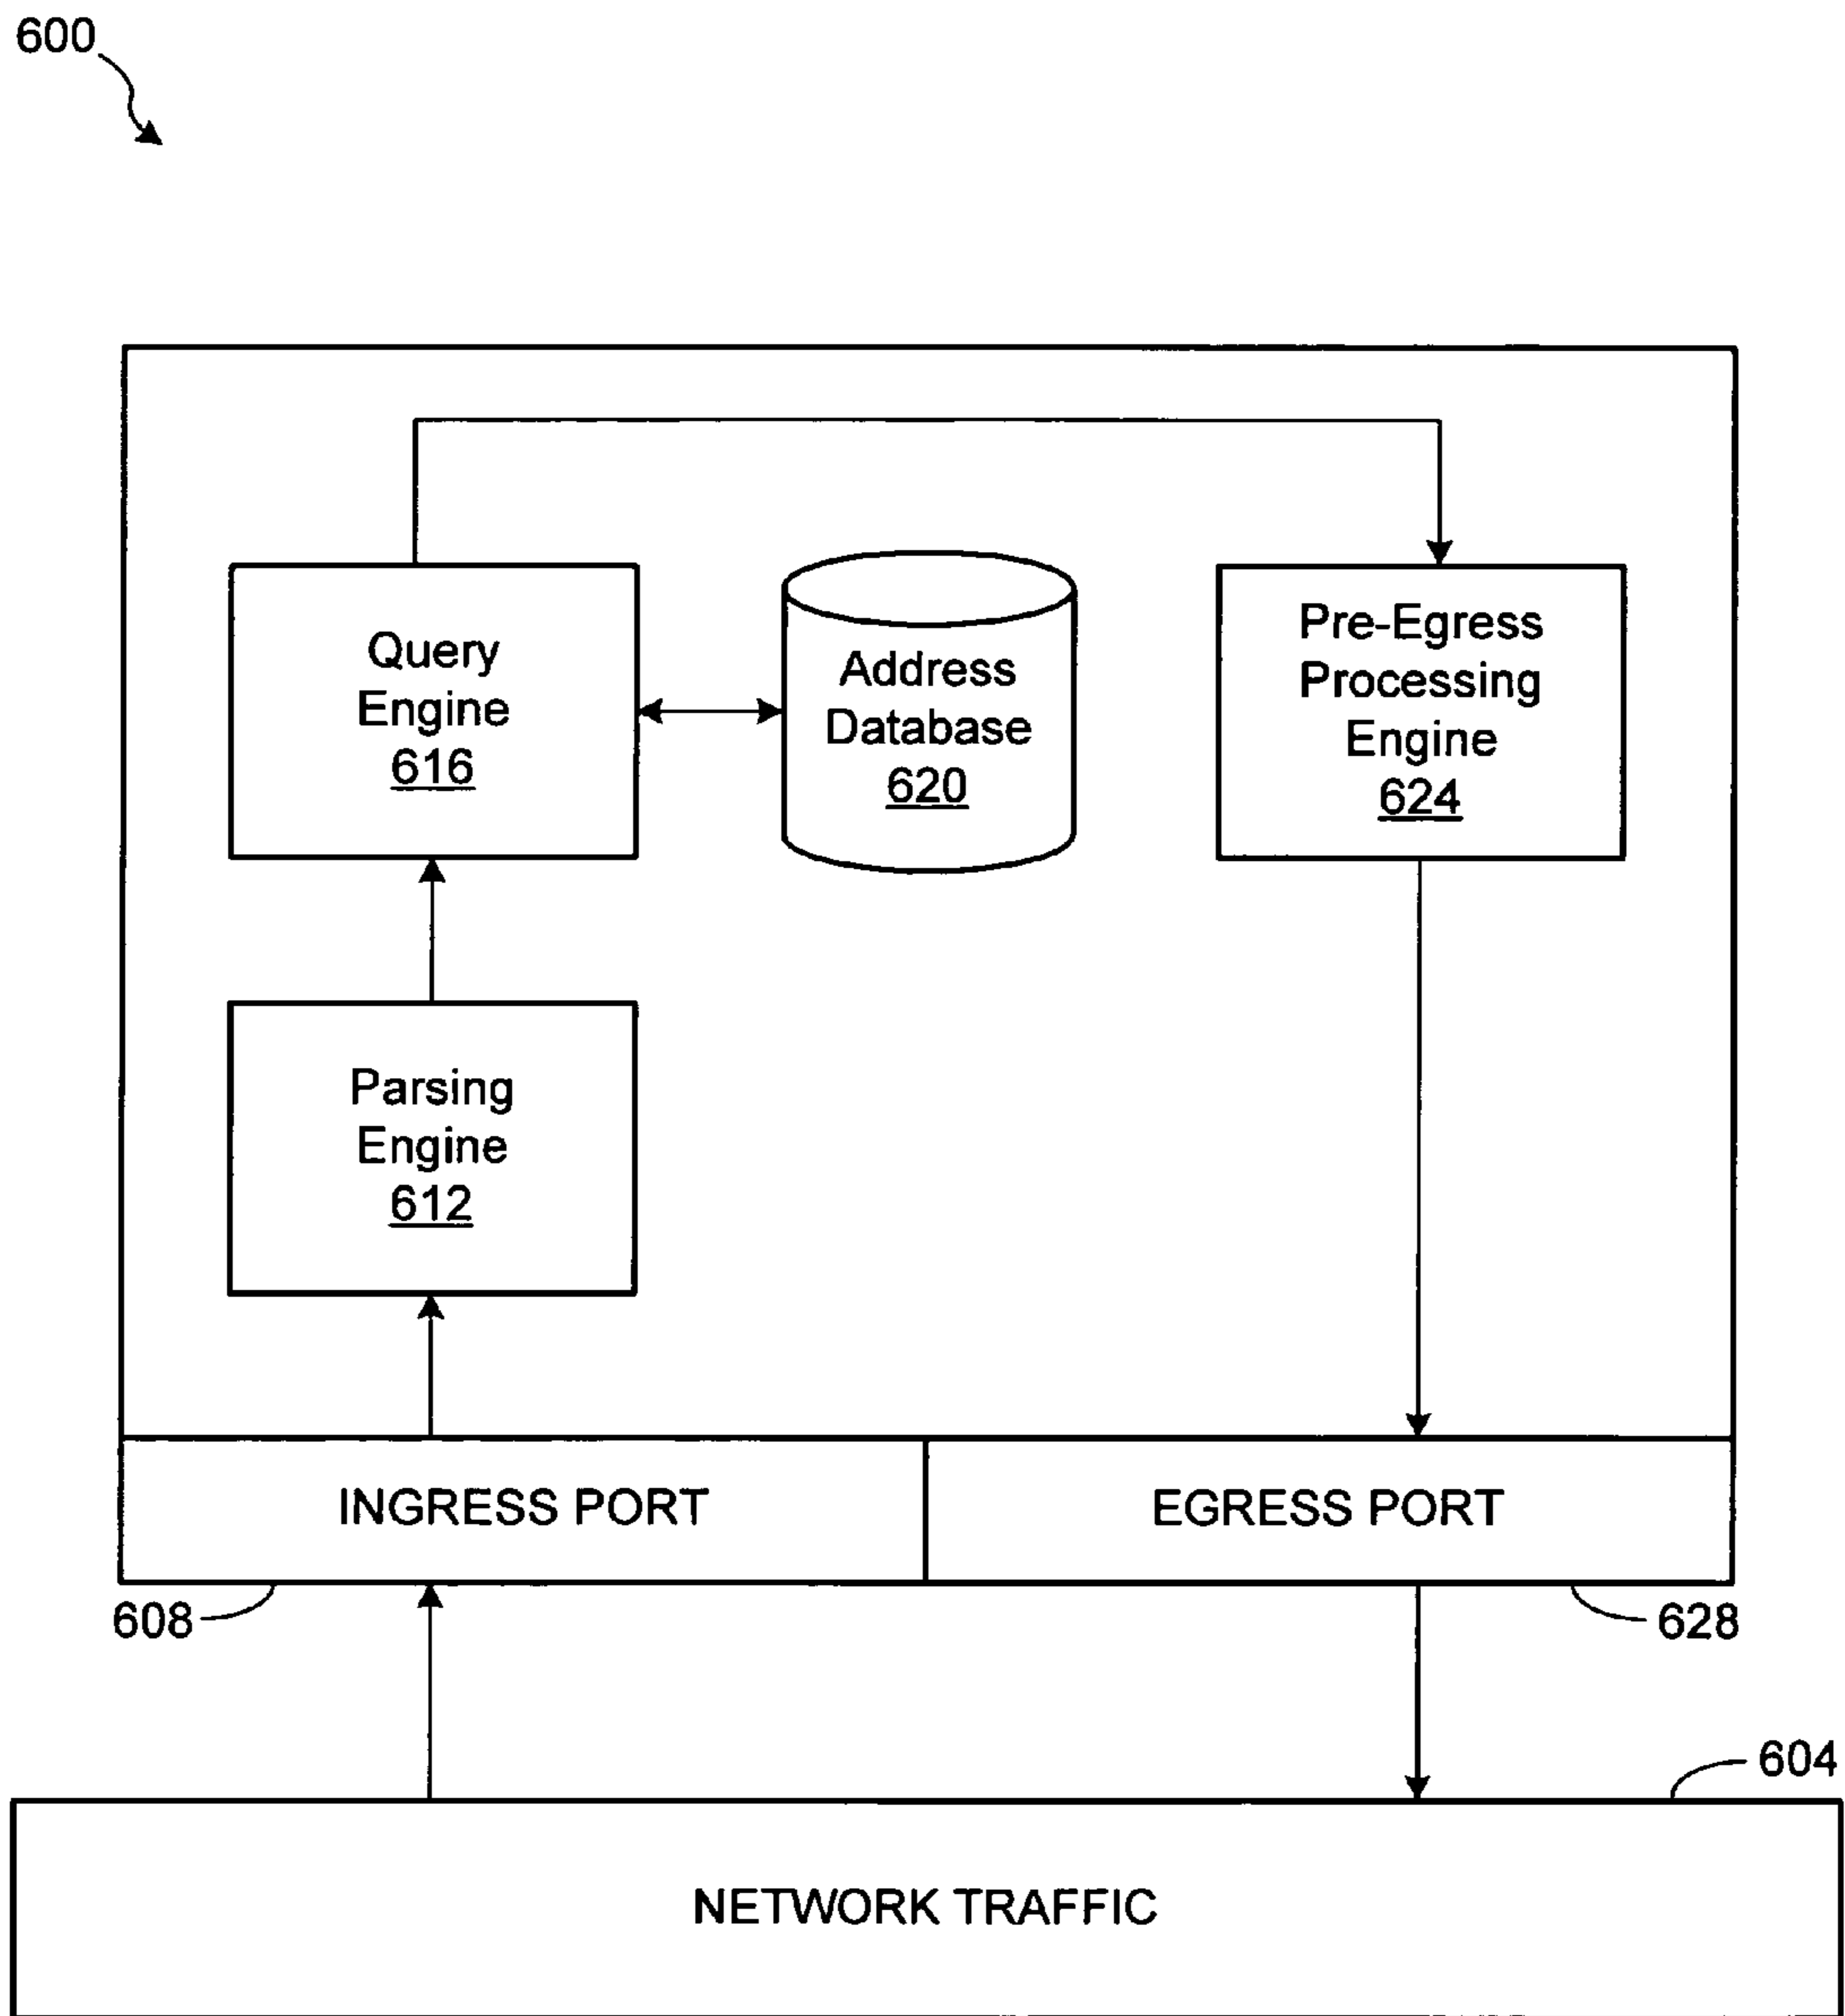 600
Query
Engine
616
Address
Database
620
Pre-Egress
Processing
Engine
624
Parsing
Engine
612
INGRESS PORT
EGRESS PORT
608
628
604
NETWORK TRAFFIC